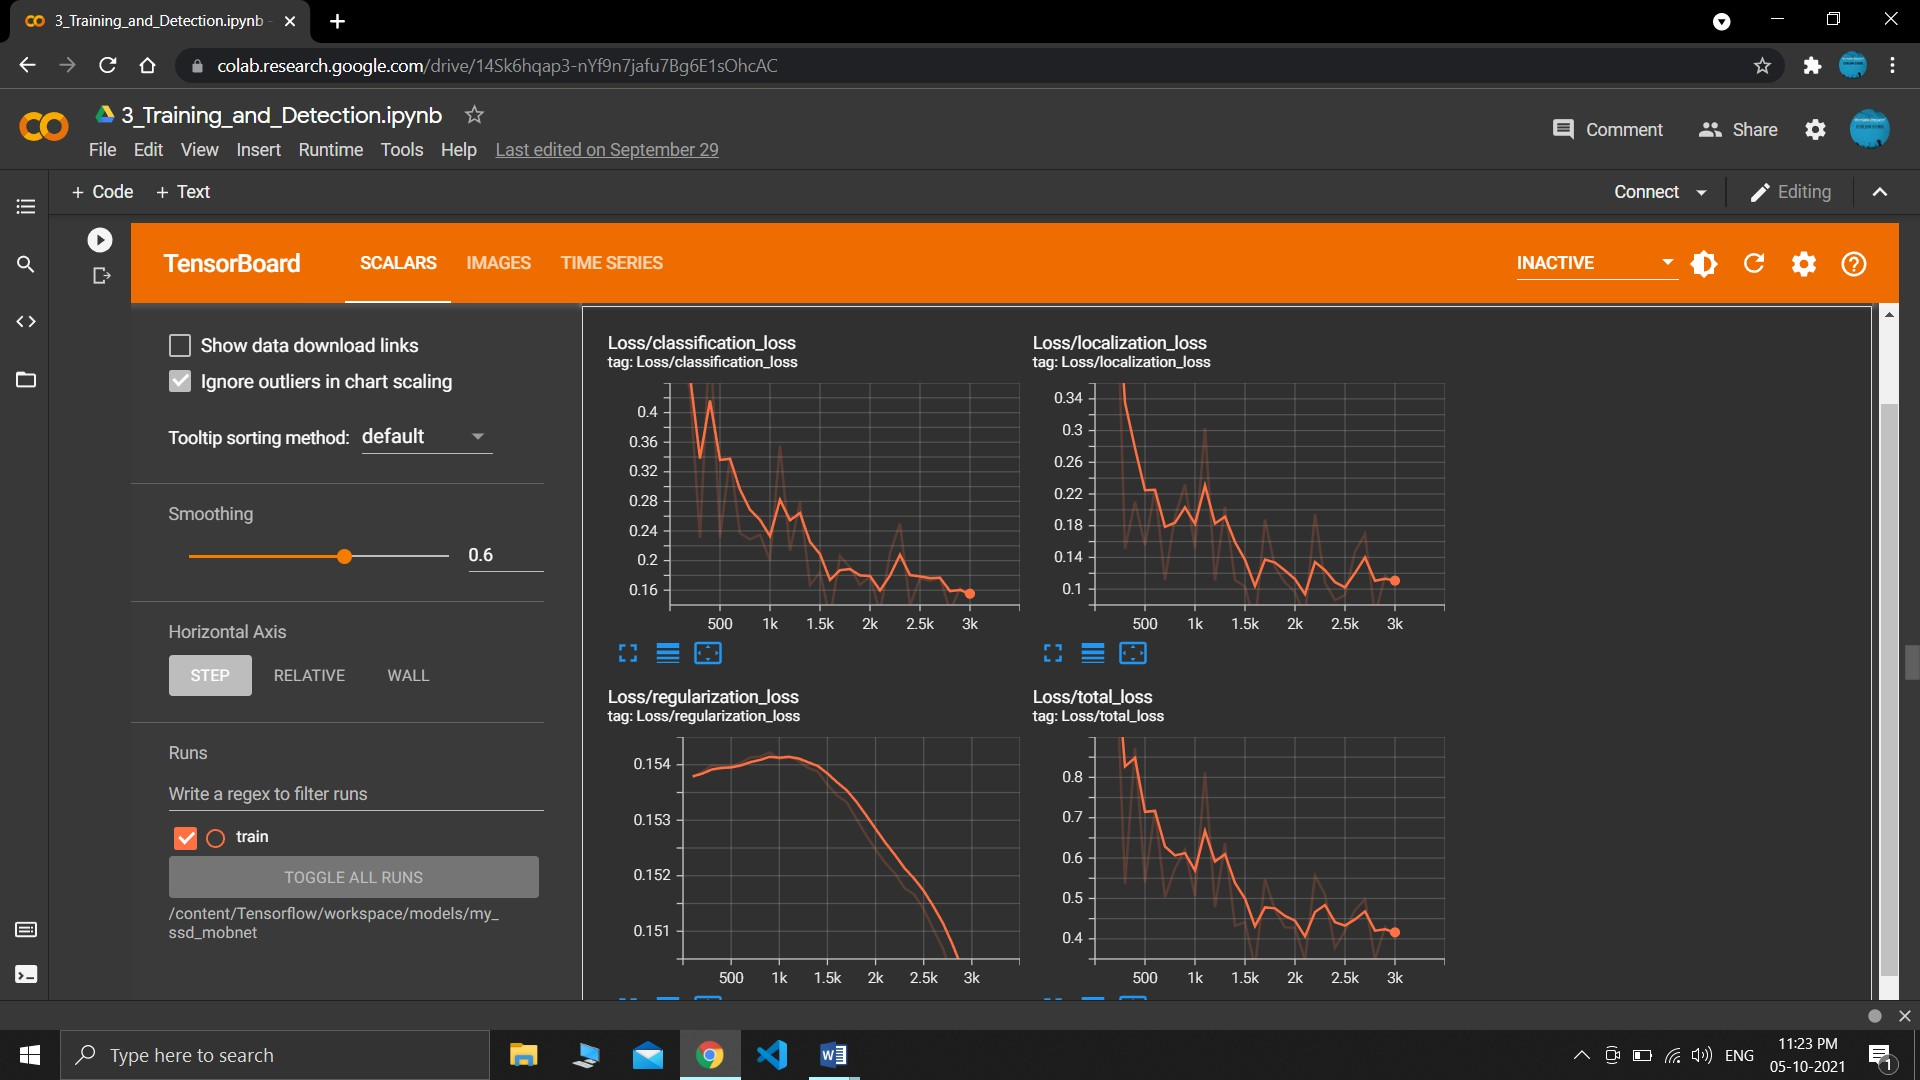 3_Training_and_Detection.ipynb -
colab.research.google.com/drive/14Sk6hqap3-nYf9n7jafu7Bg6E1sOhcAC
3_Training_and_Detection.ipynb
Comment Share
File Edit View Insert Runtime Tools Help Last edited on September 29
+ Code + Text
Connect Editing
TensorBoard SCALARS IMAGES TIME SERIES INACTIVE
Show data download links
Ignore outliers in chart scaling
Tooltip sorting method: default
Smoothing
0.6
Horizontal Axis
STEP RELATIVE WALL
Runs
Write a regex to filter runs
train
TOGGLE ALL RUNS
/content/Tensorflow/workspace/models/my_
ssd_mobnet
Loss/classification_loss
tag: Loss/classification_loss
0.4
0.36
0.32
0.28
0.24
0.2
0.16
500 1k 1.5k 2k 2.5k 3k
Loss/localization_loss
tag: Loss/localization_loss
0.34
0.3
0.26
0.22
0.18
0.14
0.1
500 1k 1.5k 2k 2.5k 3k
Loss/regularization_loss
tag: Loss/regularization_loss
0.154
0.153
0.152
0.151
500 1k 1.5k 2k 2.5k 3k
Loss/total_loss
tag: Loss/total_loss
0.8
0.7
0.6
0.5
0.4
500 1k 1.5k 2k 2.5k 3k
Type here to search
ENG
11:23 PM
05-10-2021
1